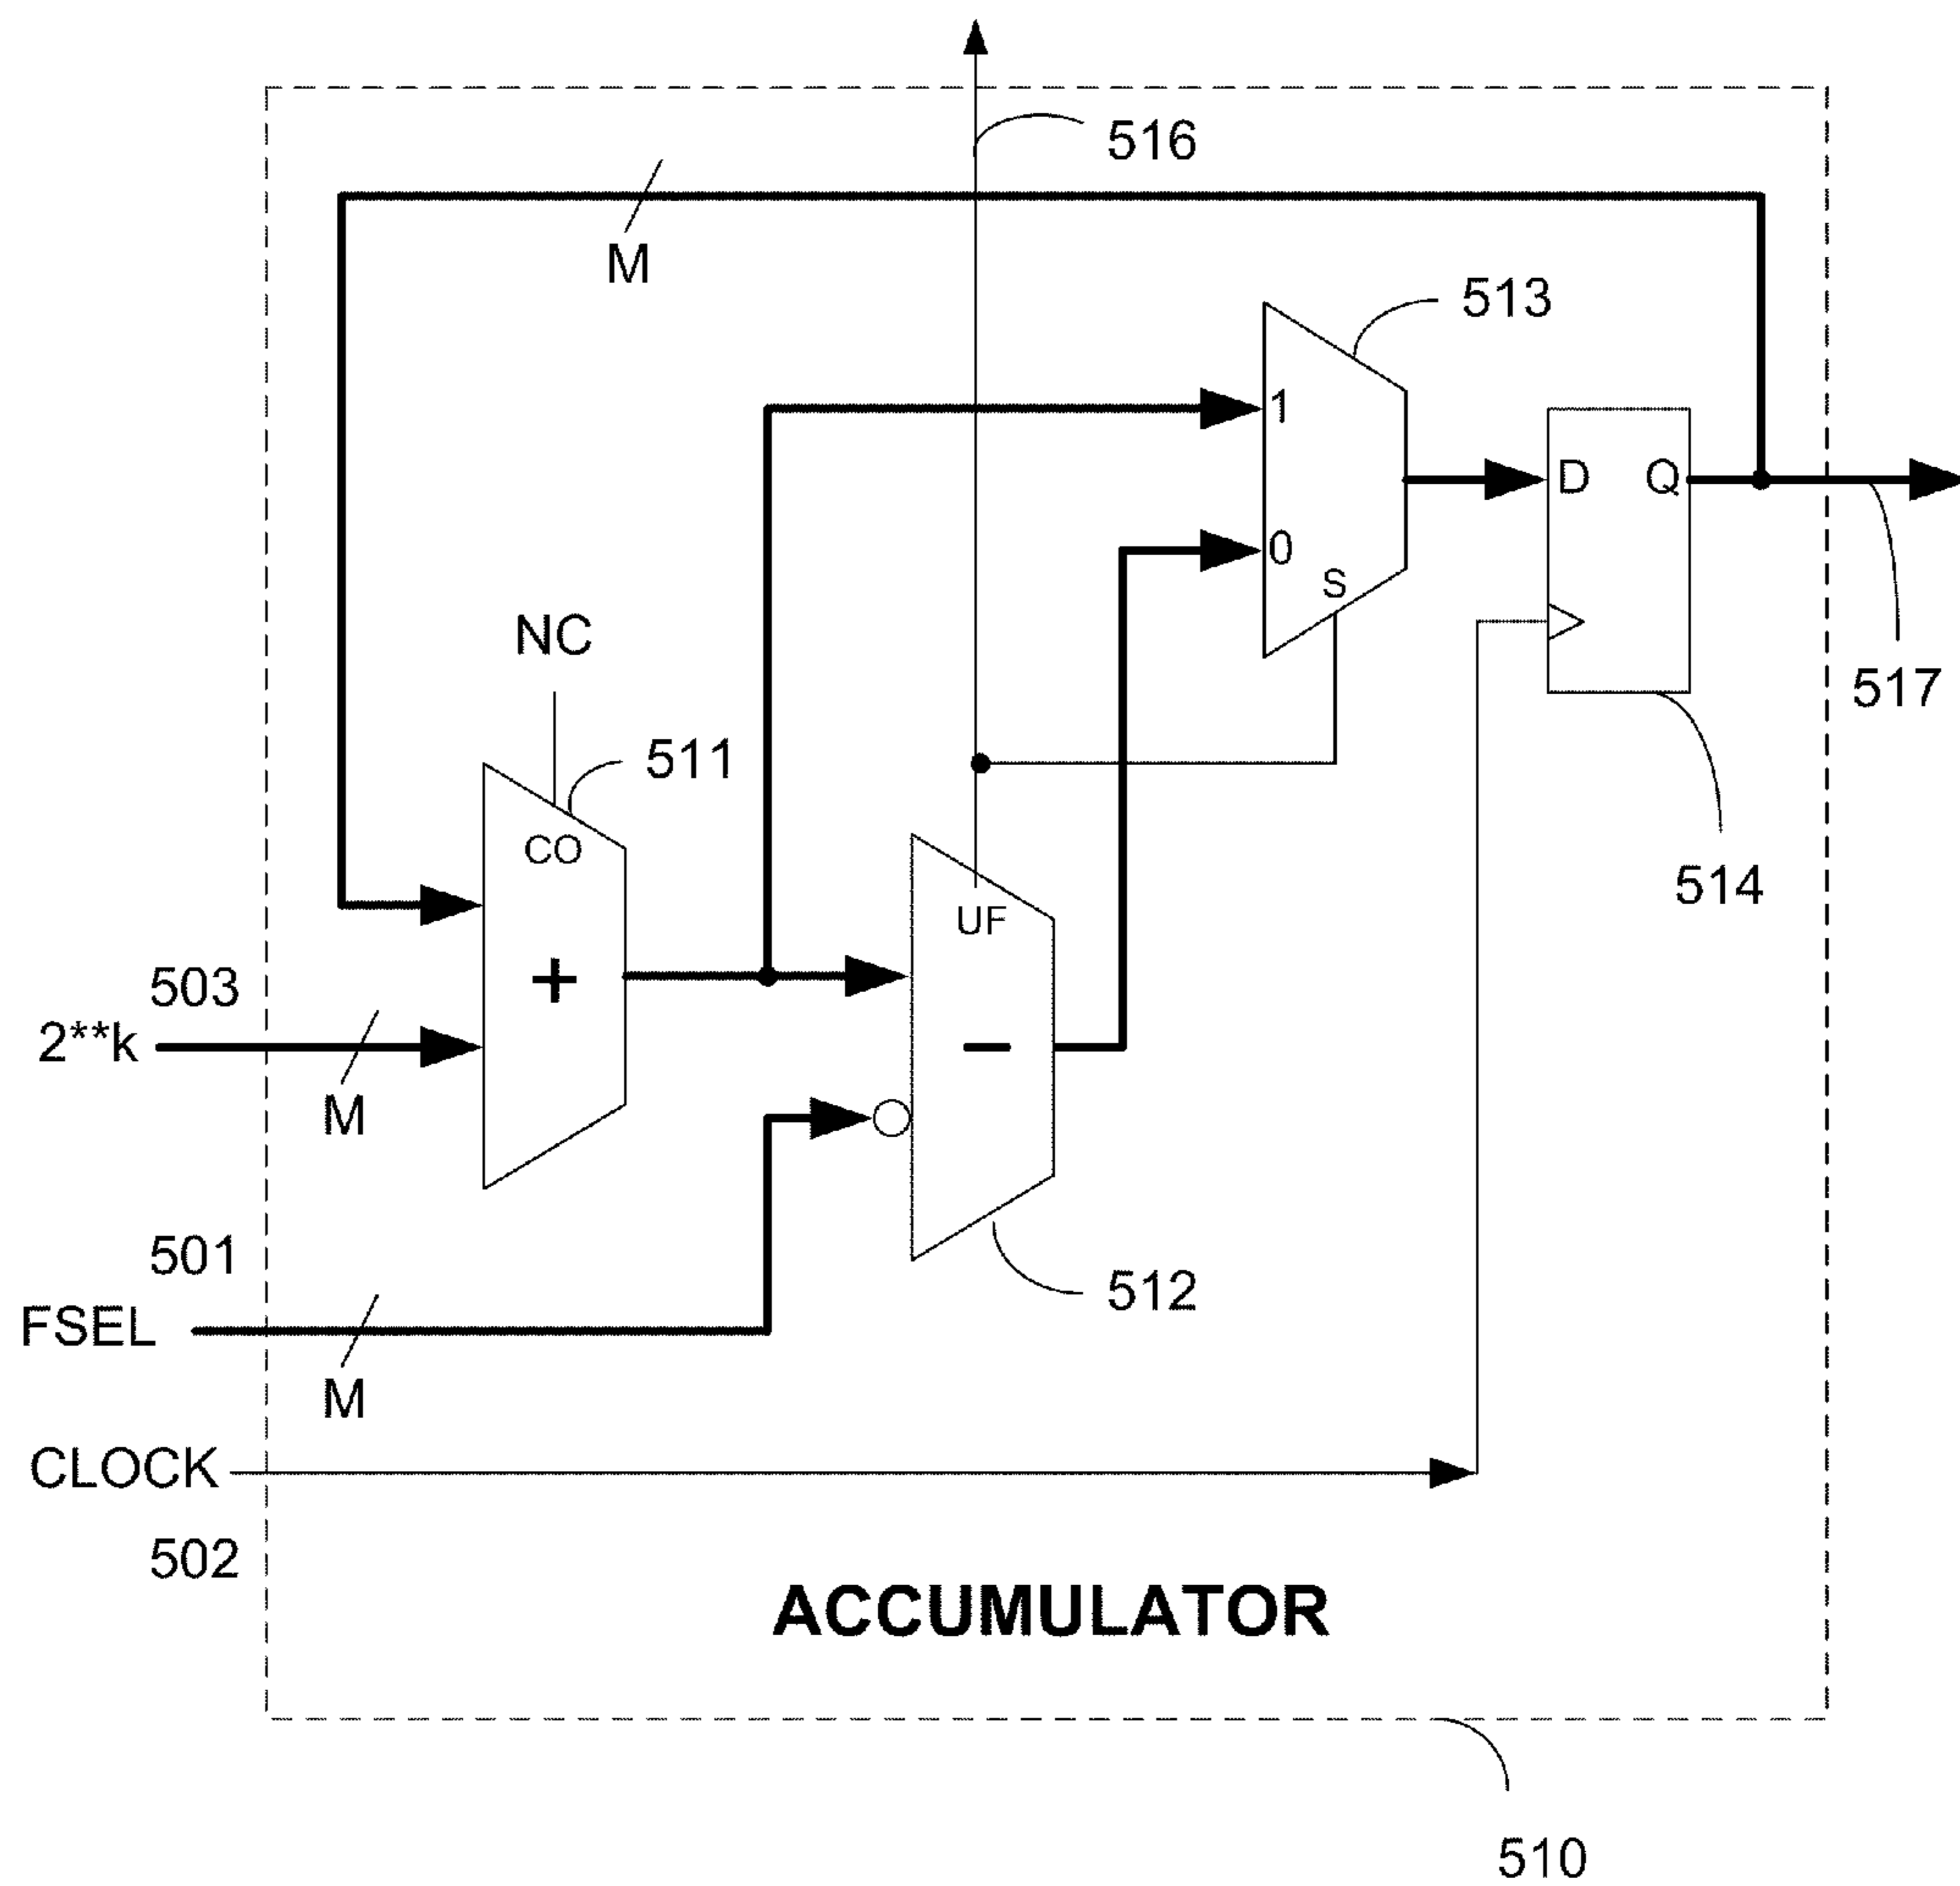 516
M
513
1
D
Q
0
S
NC
517
511
CO
514
UF
503
+
2**k
−
M
501
512
FSEL
M
CLOCK
502
ACCUMULATOR
510